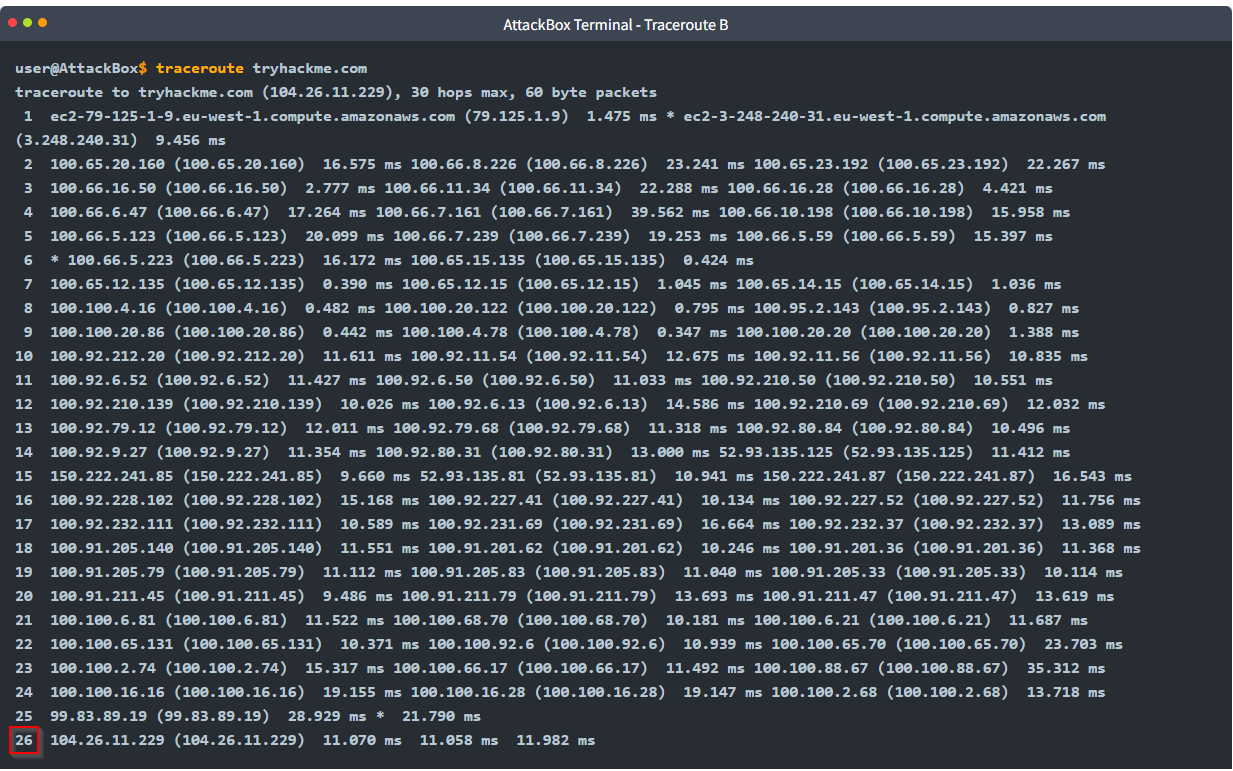 AttackBox Terminal - Traceroute B
user@AttackBox$ traceroute tryhackme.com
traceroute to tryhackme.com (104.26.11.229), 30 hops max, 60 byte packets
 1  ec2-79-125-1-9.eu-west-1.compute.amazonaws.com (79.125.1.9)  1.475 ms * ec2-3-248-240-31.eu-west-1.compute.amazonaws.com
(3.248.240.31)  9.456 ms
 2  100.65.20.160 (100.65.20.160)  16.575 ms 100.66.8.226 (100.66.8.226)  23.241 ms 100.65.23.192 (100.65.23.192)  22.267 ms
 3  100.66.16.50 (100.66.16.50)  2.777 ms 100.66.11.34 (100.66.11.34)  22.288 ms 100.66.16.28 (100.66.16.28)  4.421 ms
 4  100.66.6.47 (100.66.6.47)  17.264 ms 100.66.7.161 (100.66.7.161)  39.562 ms 100.66.10.198 (100.66.10.198)  15.958 ms
 5  100.66.5.123 (100.66.5.123)  20.099 ms 100.66.7.239 (100.66.7.239)  19.253 ms 100.66.5.59 (100.66.5.59)  15.397 ms
 6  * 100.66.5.223 (100.66.5.223)  16.172 ms 100.65.15.135 (100.65.15.135)  0.424 ms
 7  100.65.12.135 (100.65.12.135)  0.390 ms 100.65.12.15 (100.65.12.15)  1.045 ms 100.65.14.15 (100.65.14.15)  1.036 ms
 8  100.100.4.16 (100.100.4.16)  0.482 ms 100.100.20.122 (100.100.20.122)  0.795 ms 100.95.2.143 (100.95.2.143)  0.827 ms
 9  100.100.20.86 (100.100.20.86)  0.442 ms 100.100.4.78 (100.100.4.78)  0.347 ms 100.100.20.20 (100.100.20.20)  1.388 ms
10  100.92.212.20 (100.92.212.20)  11.611 ms 100.92.11.54 (100.92.11.54)  12.675 ms 100.92.11.56 (100.92.11.56)  10.835 ms
11  100.92.6.52 (100.92.6.52)  11.427 ms 100.92.6.50 (100.92.6.50)  11.033 ms 100.92.210.50 (100.92.210.50)  10.551 ms
12  100.92.210.139 (100.92.210.139)  10.026 ms 100.92.6.13 (100.92.6.13)  14.586 ms 100.92.210.69 (100.92.210.69)  12.032 ms
13  100.92.79.12 (100.92.79.12)  12.011 ms 100.92.79.68 (100.92.79.68)  11.318 ms 100.92.80.84 (100.92.80.84)  10.496 ms
14  100.92.9.27 (100.92.9.27)  11.354 ms 100.92.80.31 (100.92.80.31)  13.000 ms 52.93.135.125 (52.93.135.125)  11.412 ms
15  150.222.241.85 (150.222.241.85)  9.660 ms 52.93.135.81 (52.93.135.81)  10.941 ms 150.222.241.87 (150.222.241.87)  16.543 ms
16  100.92.228.102 (100.92.228.102)  15.168 ms 100.92.227.41 (100.92.227.41)  10.134 ms 100.92.227.52 (100.92.227.52)  11.756 ms
17  100.92.232.111 (100.92.232.111)  10.589 ms 100.92.231.69 (100.92.231.69)  16.664 ms 100.92.232.37 (100.92.232.37)  13.089 ms
18  100.91.205.140 (100.91.205.140)  11.551 ms 100.91.201.62 (100.91.201.62)  10.246 ms 100.91.201.36 (100.91.201.36)  11.368 ms
19  100.91.205.79 (100.91.205.79)  11.112 ms 100.91.205.83 (100.91.205.83)  11.040 ms 100.91.205.33 (100.91.205.33)  10.114 ms
20  100.91.211.45 (100.91.211.45)  9.486 ms 100.91.211.79 (100.91.211.79)  13.693 ms 100.91.211.47 (100.91.211.47)  13.619 ms
21  100.100.6.81 (100.100.6.81)  11.522 ms 100.100.68.70 (100.100.68.70)  10.181 ms 100.100.6.21 (100.100.6.21)  11.687 ms
22  100.100.65.131 (100.100.65.131)  10.371 ms 100.100.92.6 (100.100.92.6)  10.939 ms 100.100.65.70 (100.100.65.70)  23.703 ms
23  100.100.2.74 (100.100.2.74)  15.317 ms 100.100.66.17 (100.100.66.17)  11.492 ms 100.100.88.67 (100.100.88.67)  35.312 ms
24  100.100.16.16 (100.100.16.16)  19.155 ms 100.100.16.28 (100.100.16.28)  19.147 ms 100.100.2.68 (100.100.2.68)  13.718 ms
25  99.83.89.19 (99.83.89.19)  28.929 ms *  21.790 ms
26  104.26.11.229 (104.26.11.229)  11.070 ms  11.058 ms  11.982 ms